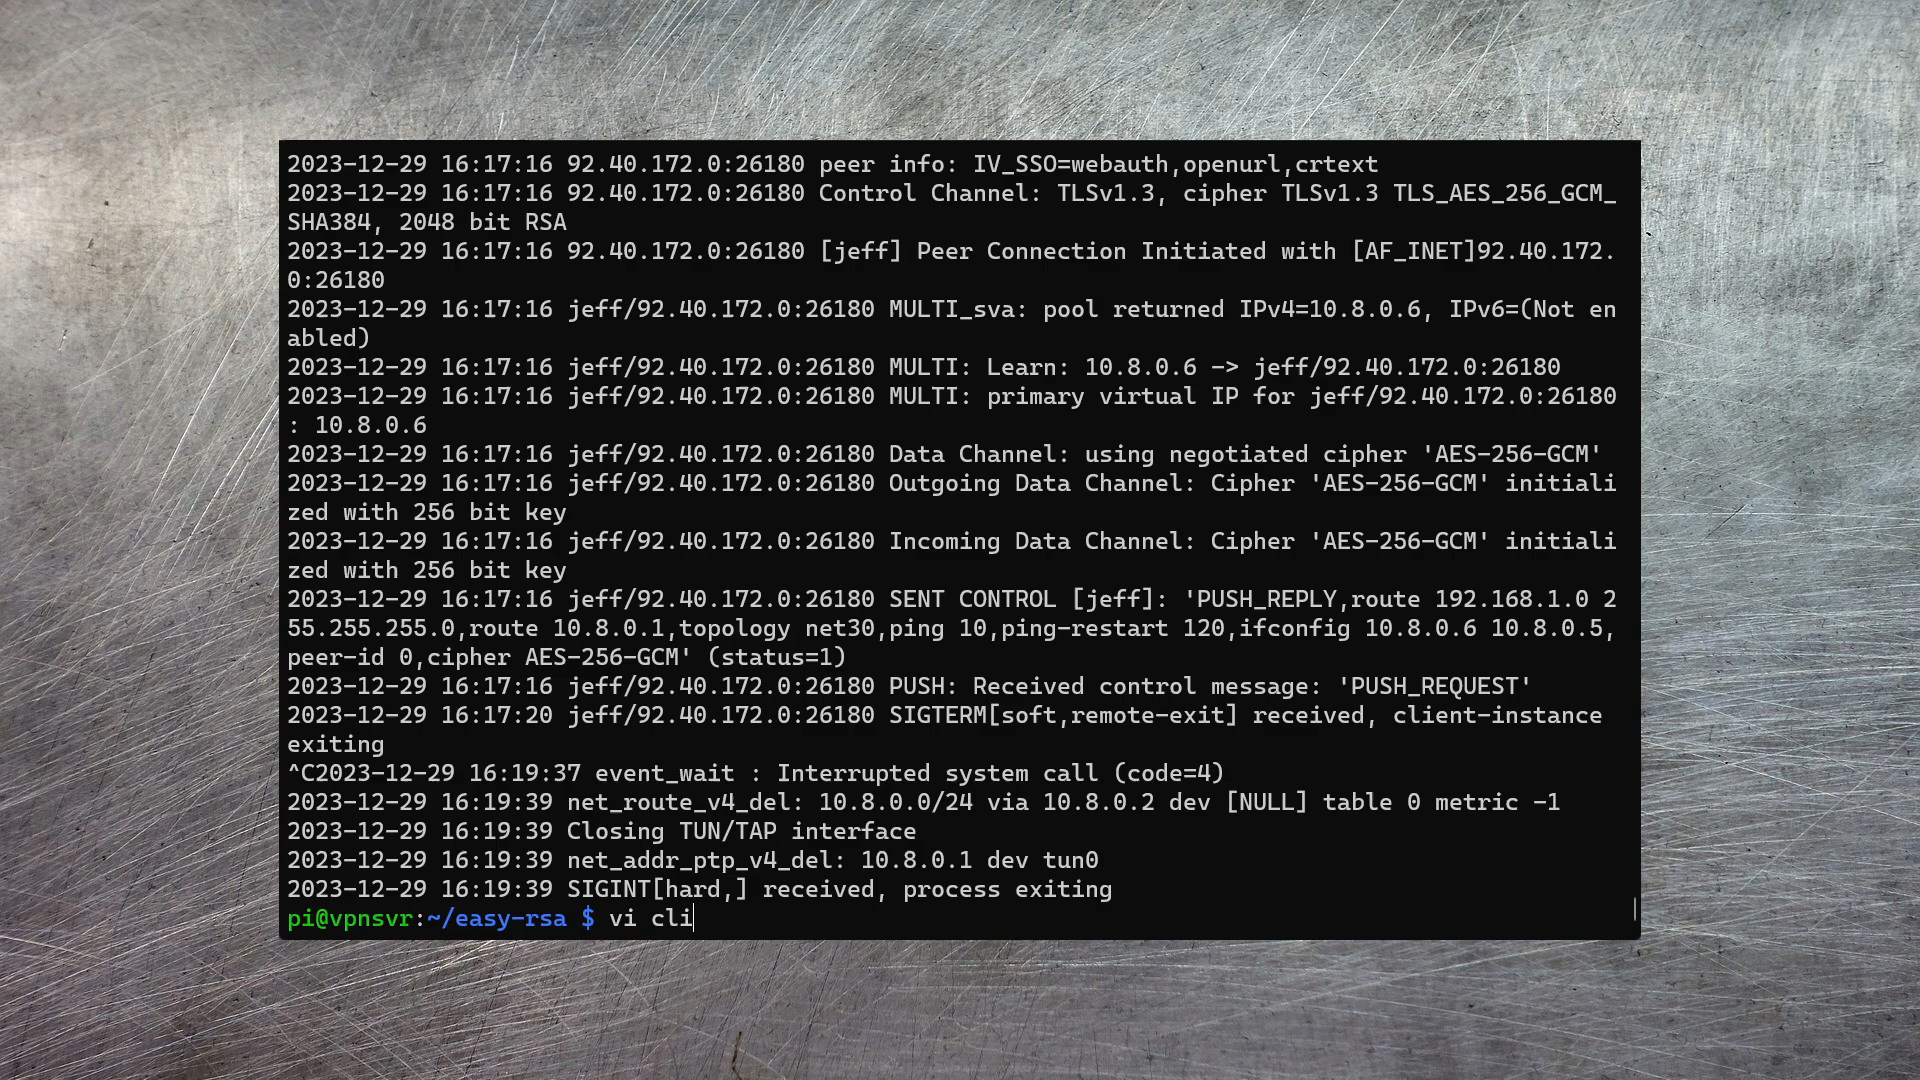 2023-12-29 16:17:16 92.40.172.0:26180 peer info: IV_SSO=webauth,openurl,crtext
2023-12-29 16:17:16 92.40.172.0:26180 Control Channel: TLSv1.3, cipher TLSv1.3 TLS_AES_256_GCM_
SHA384, 2048 bit RSA
2023-12-29 16:17:16 92.40.172.0:26180 [jeff] Peer Connection Initiated with [AF_INET]92.40.172.
0:26180
2023-12-29 16:17:16 jeff/92.40.172.0:26180 MULTI_sva: pool returned IPv4=10.8.0.6, IPv6=(Not en
abled)
2023-12-29 16:17:16 jeff/92.40.172.0:26180 MULTI: Learn: 10.8.0.6 -> jeff/92.40.172.0:26180
2023-12-29 16:17:16 jeff/92.40.172.0:26180 MULTI: primary virtual IP for jeff/92.40.172.0:26180
: 10.8.0.6
2023-12-29 16:17:16 jeff/92.40.172.0:26180 Data Channel: using negotiated cipher 'AES-256-GCM'
2023-12-29 16:17:16 jeff/92.40.172.0:26180 Outgoing Data Channel: Cipher 'AES-256-GCM' initiali
zed with 256 bit key
2023-12-29 16:17:16 jeff/92.40.172.0:26180 Incoming Data Channel: Cipher 'AES-256-GCM' initiali
zed with 256 bit key
2023-12-29 16:17:16 jeff/92.40.172.0:26180 SENT CONTROL [jeff]: 'PUSH_REPLY,route 192.168.1.0 2
55.255.255.0,route 10.8.0.1,topology net30,ping 10,ping-restart 120,ifconfig 10.8.0.6 10.8.0.5,
peer-id 0,cipher AES-256-GCM' (status=1)
2023-12-29 16:17:16 jeff/92.40.172.0:26180 PUSH: Received control message: 'PUSH_REQUEST'
2023-12-29 16:17:20 jeff/92.40.172.0:26180 SIGTERM[soft,remote-exit] received, client-instance
exiting
^C2023-12-29 16:19:37 event_wait : Interrupted system call (code=4)
2023-12-29 16:19:39 net_route_v4_del: 10.8.0.0/24 via 10.8.0.2 dev [NULL] table 0 metric -1
2023-12-29 16:19:39 Closing TUN/TAP interface
2023-12-29 16:19:39 net_addr_ptp_v4_del: 10.8.0.1 dev tun0
2023-12-29 16:19:39 SIGINT[hard,] received, process exiting
pi@vpnsvr:~/easy-rsa $ vi cli